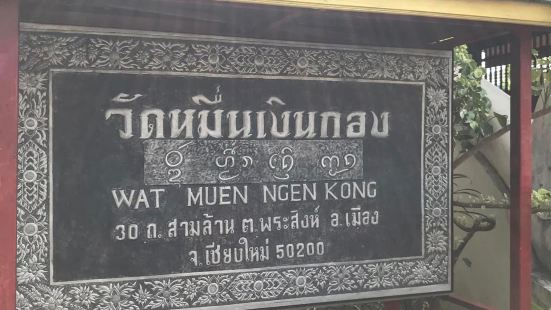 วัดหมื่นเงินกอง
WAT MUEN NGEN KONG
30 ถ.สามล้าน ต.พระสิงห์ อ.เมือง
จ.เชียงใหม่ 50200